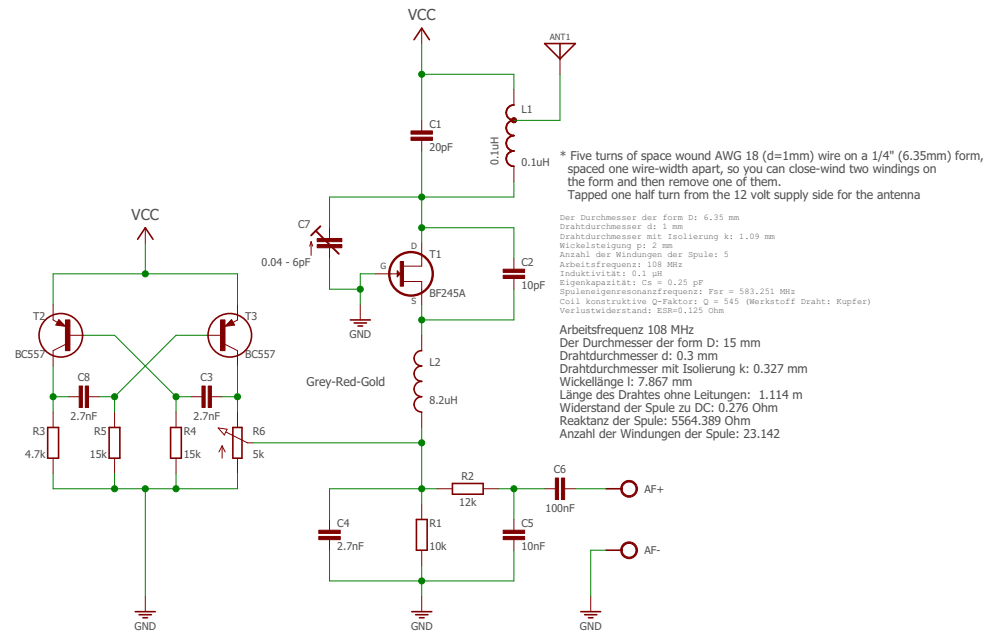 VCC
ANT1
L1
C1
20pF
0.1uH
0.1uH
* Five turns of space wound AWG 18 (d=1mm) wire on a 1/4" (6.35mm) form,
spaced one wire-width apart, so you can close-wind two windings on
the form and then remove one of them.
Tapped one half turn from the 12 volt supply side for the antenna
Der Durchmesser der form D: 6.35 mm
Drahtdurchmesser d: 1 mm
Drahtdurchmesser mit Isolierung k: 1.09 mm
Wickelsteigung p: 2 mm
Anzahl der Windungen der Spule: 5
Arbeitsfrequenz: 108 MHz
Induktivität: 0.1 µH
Eigenkapazität: Cs = 0.25 pF
Spuleneigenresonanzfrequenz: Fsr = 583.251 MHz
Coil konstruktive Q-Faktor: Q = 545 (Werkstoff Draht: Kupfer)
Verlustwiderstand: ESR=0.125 Ohm
Arbeitsfrequenz 108 MHz
Der Durchmesser der form D: 15 mm
Drahtdurchmesser d: 0.3 mm
Drahtdurchmesser mit Isolierung k: 0.327 mm
Wickellänge l: 7.867 mm
Länge des Drahtes ohne Leitungen:  1.114 m
Widerstand der Spule zu DC: 0.276 Ohm
Reaktanz der Spule: 5564.389 Ohm
Anzahl der Windungen der Spule: 23.142
C7
0.04 - 6pF
D
G
S
T1
BF245A
C2
10pF
GND
VCC
T2
BC557
T3
BC557
L2
8.2uH
Grey-Red-Gold
C8
2.7nF
C3
2.7nF
R3
4.7k
R5
15k
R4
15k
R6
5k
R2
12k
C6
100nF
AF+
C4
2.7nF
R1
10k
C5
10nF
AF-
GND
GND
GND